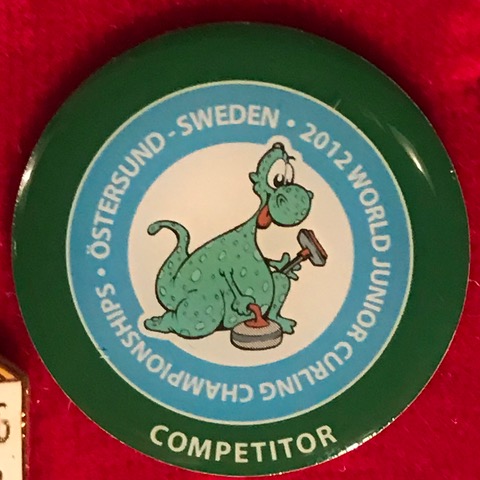 ÖSTERSUND - SWEDEN • 2012 WORLD JUNIOR CURLING CHAMPIONSHIPS •
COMPETITOR